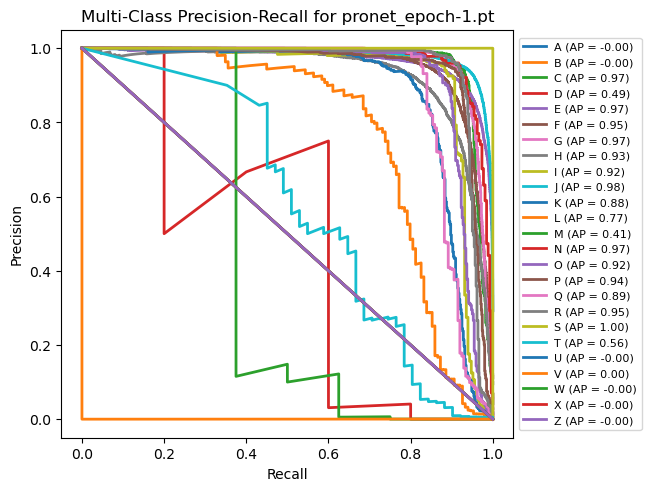 Multi-Class Precision-Recall for pronet_epoch-1.pt
Precision
1.0
0.8
0.6
0.4
0.2
0.0
0.0 0.2 0.4 0.6 0.8 1.0
Recall
A (AP = -0.00)
B (AP = -0.00)
C (AP = 0.97)
D (AP = 0.49)
E (AP = 0.97)
F (AP = 0.95)
G (AP = 0.97)
H (AP = 0.93)
I (AP = 0.92)
J (AP = 0.98)
K (AP = 0.88)
L (AP = 0.77)
M (AP = 0.41)
N (AP = 0.97)
O (AP = 0.92)
P (AP = 0.94)
Q (AP = 0.89)
R (AP = 0.95)
S (AP = 1.00)
T (AP = 0.56)
U (AP = -0.00)
V (AP = 0.00)
W (AP = -0.00)
X (AP = -0.00)
Z (AP = -0.00)